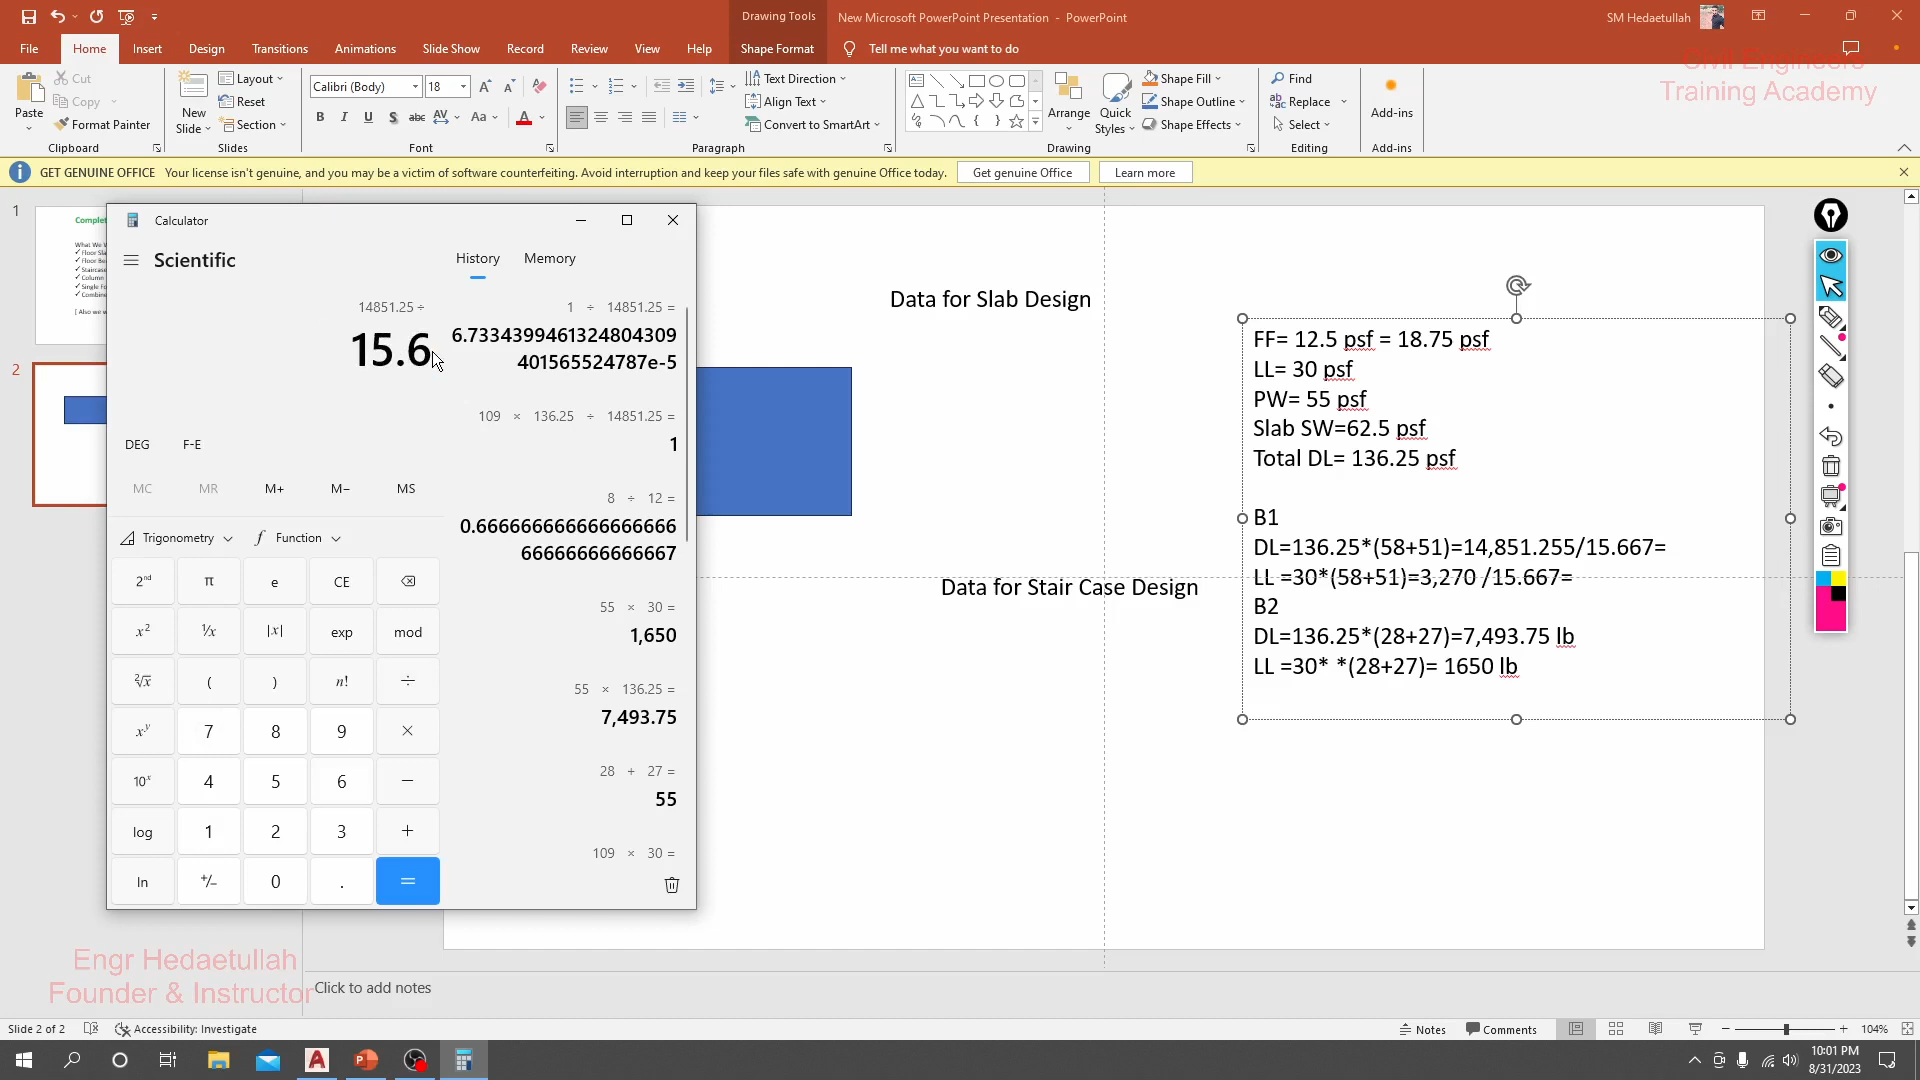 Drawing Tools
New Microsoft PowerPoint Presentation - PowerPoint
SM Hedaetullah
File Home Insert Design Transitions Animations Slide Show Record Review View Help Shape Format Tell me what you want to do
SMH Engineers
Training Academy
Paste
Cut
Copy
Format Painter
Clipboard
New
Slide
Layout
Reset
Section
Slides
Calibri (Body) 18
B I U S abc AV Aa A
Font
Text Direction
Align Text
Convert to SmartArt
Paragraph
Arrange
Quick
Styles
Shape Fill
Shape Outline
Shape Effects
Drawing
Find
Replace
Select
Editing
Add-ins
Add-ins
GET GENUINE OFFICE Your license isn't genuine, and you may be a victim of software counterfeiting. Avoid interruption and keep your files safe with genuine Office today.
Get genuine Office
Learn more
1
2
Calculator
Scientific
History
Memory
14851.25 ÷
15.6
1 ÷ 14851.25 =
6.7334399461324804309
401565524787e-5
109 × 136.25 ÷ 14851.25 =
1
8 ÷ 12 =
0.666666666666666666
66666666666667
55 × 30 =
1,650
55 × 136.25 =
7,493.75
28 + 27 =
55
109 × 30 =
DEG F-E
MC MR M+ M− MS
Trigonometry Function
2nd π e CE
x² ¹/x |x| exp mod
²√x ( ) n! ÷
xʸ 7 8 9 ×
10ˣ 4 5 6 −
log 1 2 3 +
ln +/− 0 . =
Data for Slab Design
Data for Stair Case Design
FF= 12.5 psf = 18.75 psf
LL= 30 psf
PW= 55 psf
Slab SW=62.5 psf
Total DL= 136.25 psf
B1
DL=136.25*(58+51)=14,851.255/15.667=
LL =30*(58+51)=3,270 /15.667=
B2
DL=136.25*(28+27)=7,493.75 lb
LL =30* *(28+27)= 1650 lb
Engr Hedaetullah
Founder & Instructor
Click to add notes
Slide 2 of 2
Accessibility: Investigate
Notes
Comments
104%
10:01 PM
8/31/2023